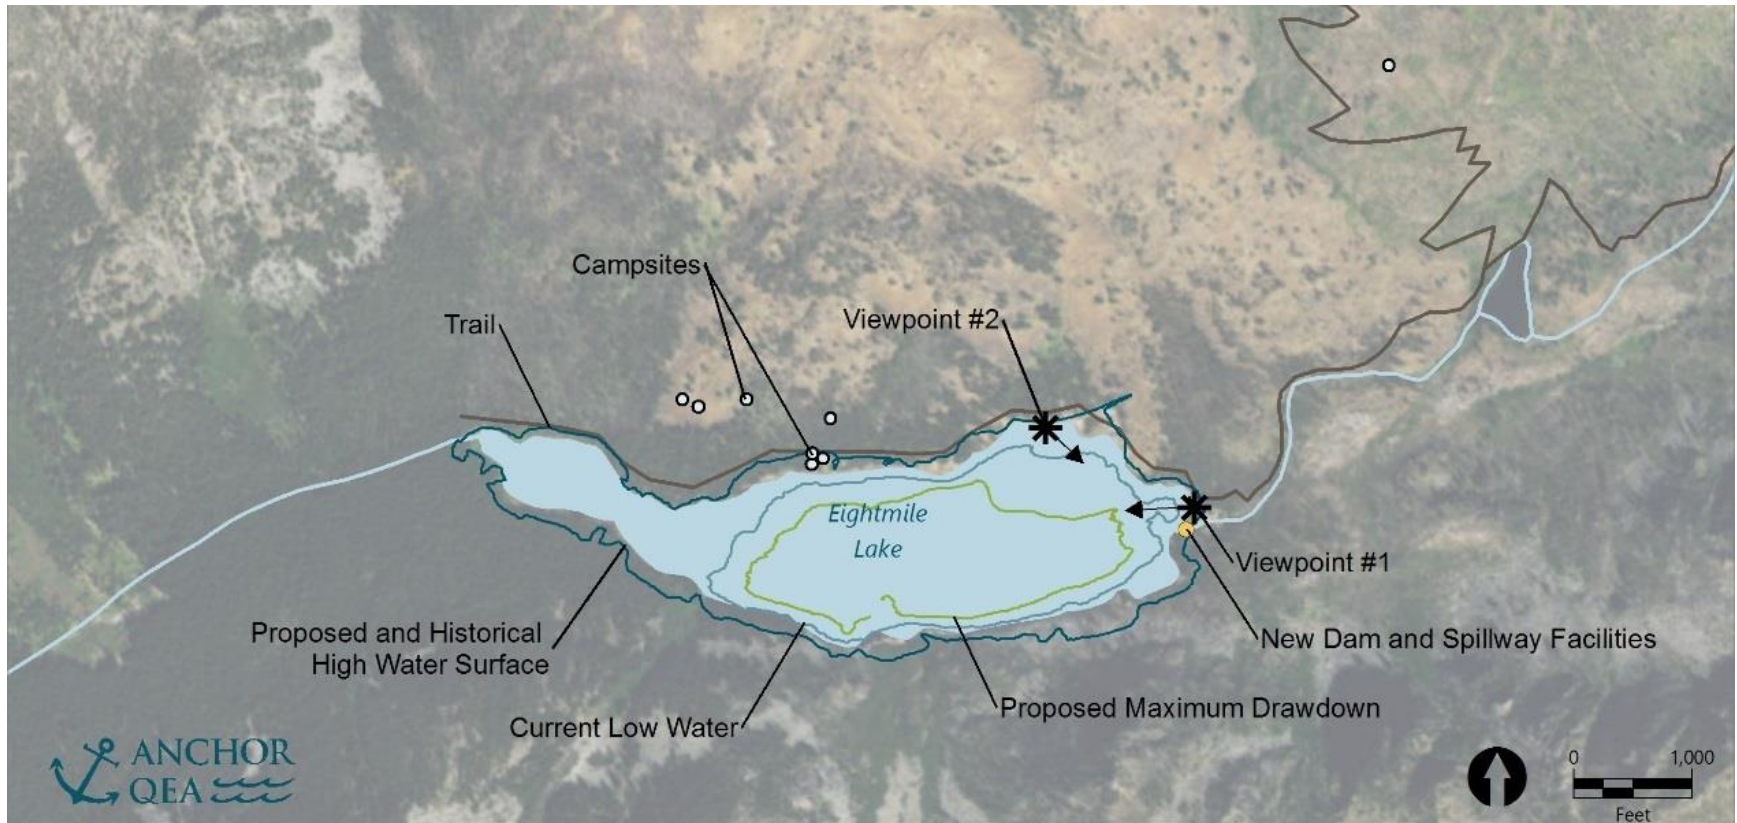 Campsites
Viewpoint #2
Trail
Eightmile
Lake
Viewpoint #1
Proposed and Historical
High Water Surface
New Dam and Spillway Facilities
Proposed Maximum Drawdown
Current Low Water
ANCHOR
QEA
0 1,000
Feet